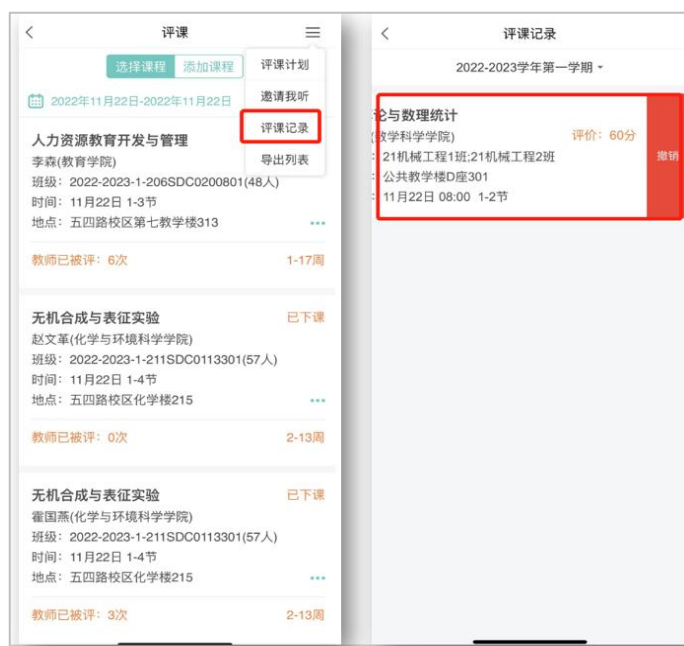 评课
选择课程 添加课程
2022年11月22日-2022年11月22日
评课计划
邀请我听
评课记录
导出列表
人力资源教育开发与管理
李森(教育学院)
班级：2022-2023-1-206SDC0200801(48人)
时间：11月22日 1-3节
地点：五四路校区第七教学楼313
教师已被评：6次 1-17周
无机合成与表征实验 已下课
赵文革(化学与环境科学学院)
班级：2022-2023-1-211SDC0113301(57人)
时间：11月22日 1-4节
地点：五四路校区化学楼215
教师已被评：0次 2-13周
无机合成与表征实验 已下课
霍国燕(化学与环境科学学院)
班级：2022-2023-1-211SDC0113301(57人)
时间：11月22日 1-4节
地点：五四路校区化学楼215
教师已被评：3次 2-13周
评课记录
2022-2023学年第一学期
论与数理统计
数学科学学院) 评价：60分
：21机械工程1班;21机械工程2班
：公共教学楼D座301
：11月22日 08:00 1-2节
撤销